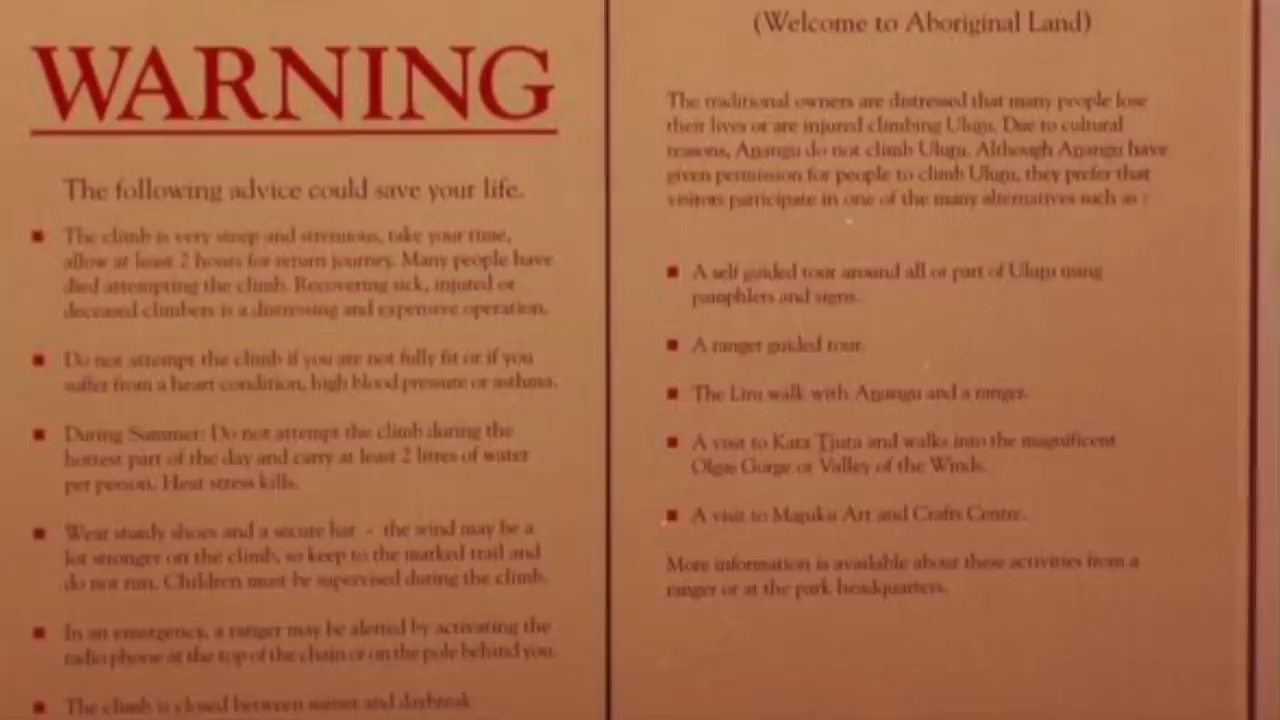 WARNING
The following advice could save your life.
The climb is very steep and strenuous, take your time,
allow at least 2 hours for return journey. Many people have
died attempting the climb. Recovering sick, injured or
deceased climbers is a distressing and expensive operation.
Do not attempt the climb if you are not fully fit or if you
suffer from a heart condition, high blood pressure or asthma.
During Summer: Do not attempt the climb during the
hottest part of the day and carry at least 2 litres of water
per person. Heat stress kills.
Wear sturdy shoes and a secure hat - the wind may be a
lot stronger on the climb, so keep to the marked trail and
do not run. Children must be supervised during the climb.
In an emergency, a ranger may be alerted by activating the
radio phone at the top of the chain or on the pole behind you.
The climb is closed between sunset and daybreak.
(Welcome to Aboriginal Land)
The traditional owners are distressed that many people lose
their lives or are injured climbing Uluṟu. Due to cultural
reasons, Aṉangu do not climb Uluṟu. Although Aṉangu have
given permission for people to climb Uluṟu, they prefer that
visitors participate in one of the many alternatives such as :
A self guided tour around all or part of Uluṟu using
pamphlets and signs.
A ranger guided tour.
The Liru walk with Aṉangu and a ranger.
A visit to Kata Tjuṯa and walks into the magnificent
Olgas Gorge or Valley of the Winds.
A visit to Maruku Art and Crafts Centre.
More information is available about these activities from a
ranger or at the park headquarters.